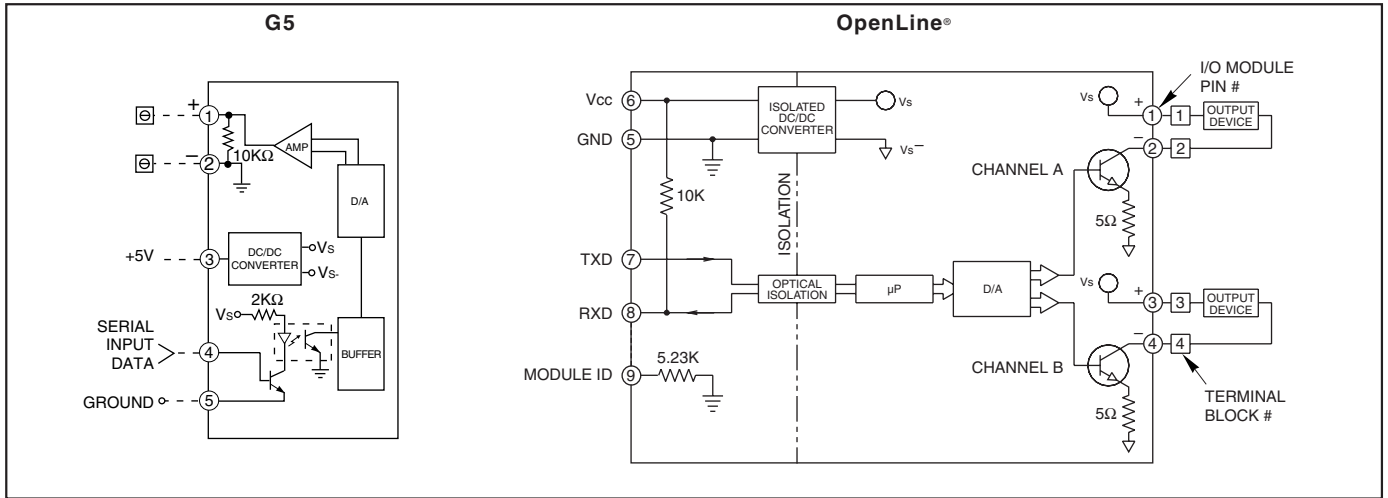 G5
+
1
10KΩ
−
2
AMP
D/A
+5V
3
DC/DC
CONVERTER
VS
VS-
2KΩ
VS
SERIAL
INPUT
DATA
4
BUFFER
GROUND
5
OpenLine®
Vcc
6
GND
5
ISOLATED
DC/DC
CONVERTER
Vs
Vs−
10K
ISOLATION
TXD
7
OPTICAL
ISOLATION
µP
D/A
RXD
8
5.23K
MODULE ID
9
I/O MODULE
PIN #
Vs
+
1
1
OUTPUT
DEVICE
−
2
2
CHANNEL A
5Ω
Vs
+
3
3
OUTPUT
DEVICE
−
4
4
CHANNEL B
5Ω
TERMINAL
BLOCK #